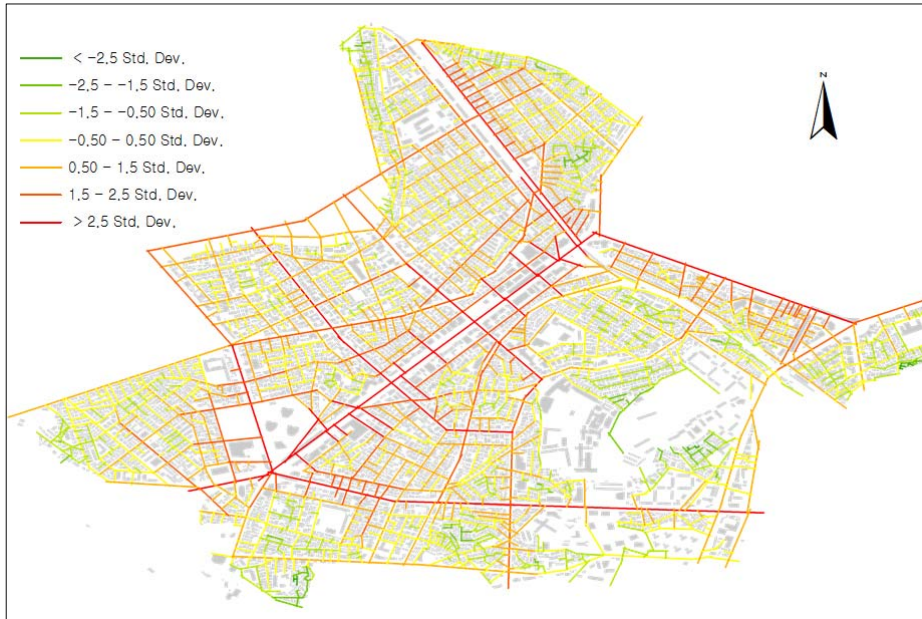 < -2,5 Std, Dev,
-2,5 - -1,5 Std, Dev,
-1,5 - -0,50 Std, Dev,
-0,50 - 0,50 Std, Dev,
0,50 - 1,5 Std, Dev,
1,5 - 2,5 Std, Dev,
> 2,5 Std, Dev,
N